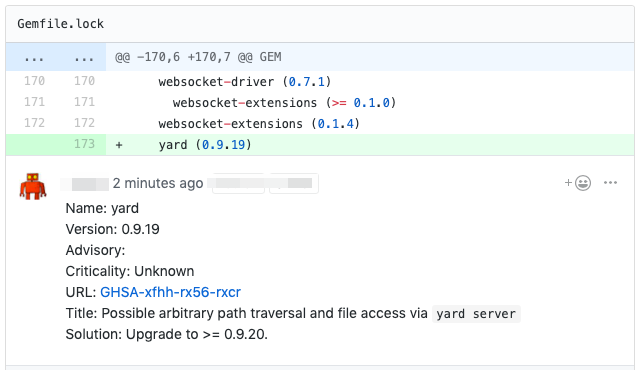 Gemfile.lock
... ... @@ -170,6 +170,7 @@ GEM
170 170 websocket-driver (0.7.1)
171 171 websocket-extensions (>= 0.1.0)
172 172 websocket-extensions (0.1.4)
173 + yard (0.9.19)
2 minutes ago
Name: yard
Version: 0.9.19
Advisory:
Criticality: Unknown
URL: GHSA-xfhh-rx56-rxcr
Title: Possible arbitrary path traversal and file access via yard server
Solution: Upgrade to >= 0.9.20.